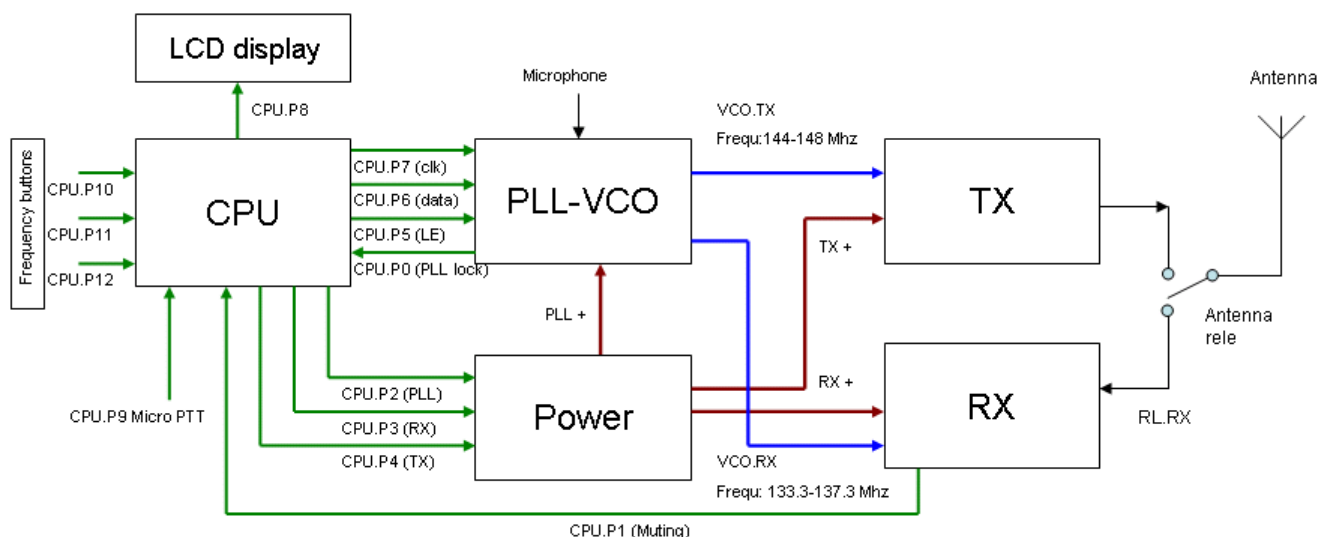 LCD display
Microphone
Antenna
CPU.P8
VCO.TX
Frequ:144-148 Mhz
Frequency buttons
CPU.P10
CPU.P11
CPU.P12
CPU
CPU.P7 (clk)
CPU.P6 (data)
CPU.P5 (LE)
CPU.P0 (PLL lock)
PLL-VCO
TX
TX +
PLL +
Antenna
rele
CPU.P9 Micro PTT
CPU.P2 (PLL)
CPU.P3 (RX)
CPU.P4 (TX)
Power
RX +
RX
RL.RX
VCO.RX
Frequ: 133.3-137.3 Mhz
CPU.P1 (Muting)